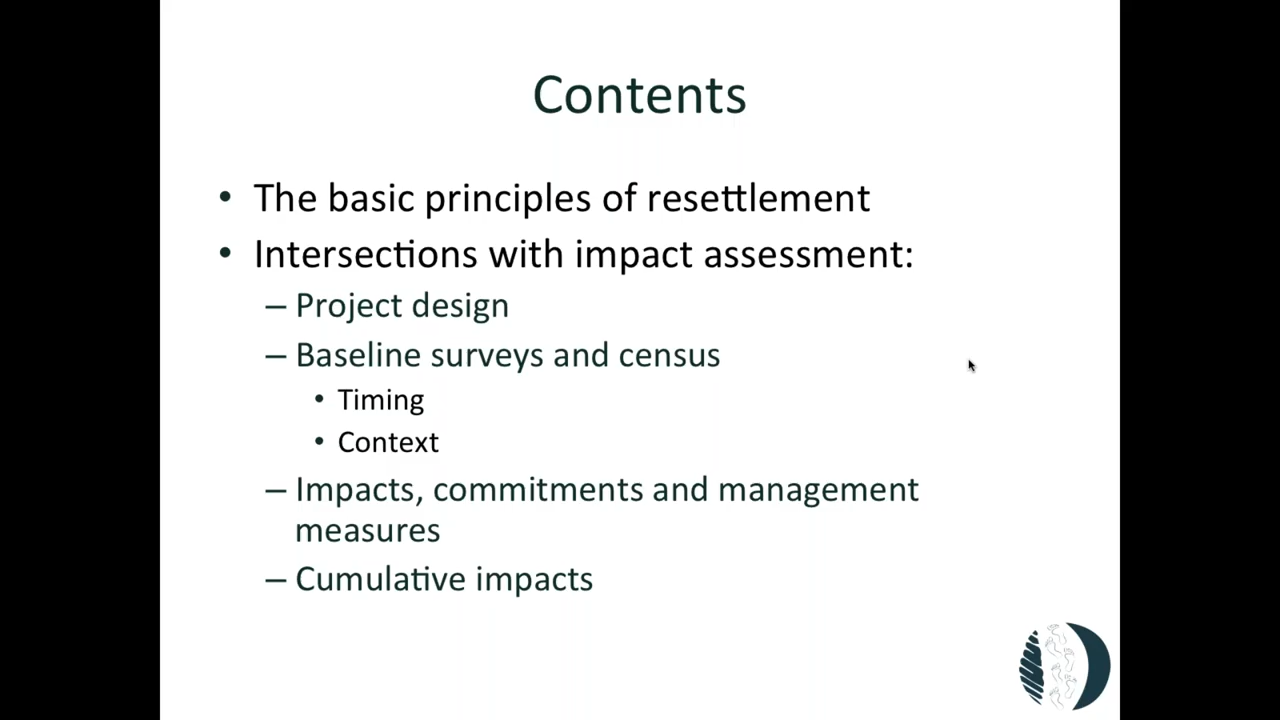 Contents
• The basic principles of resettlement
• Intersections with impact assessment:
– Project design
– Baseline surveys and census
• Timing
• Context
– Impacts, commitments and management
measures
– Cumulative impacts